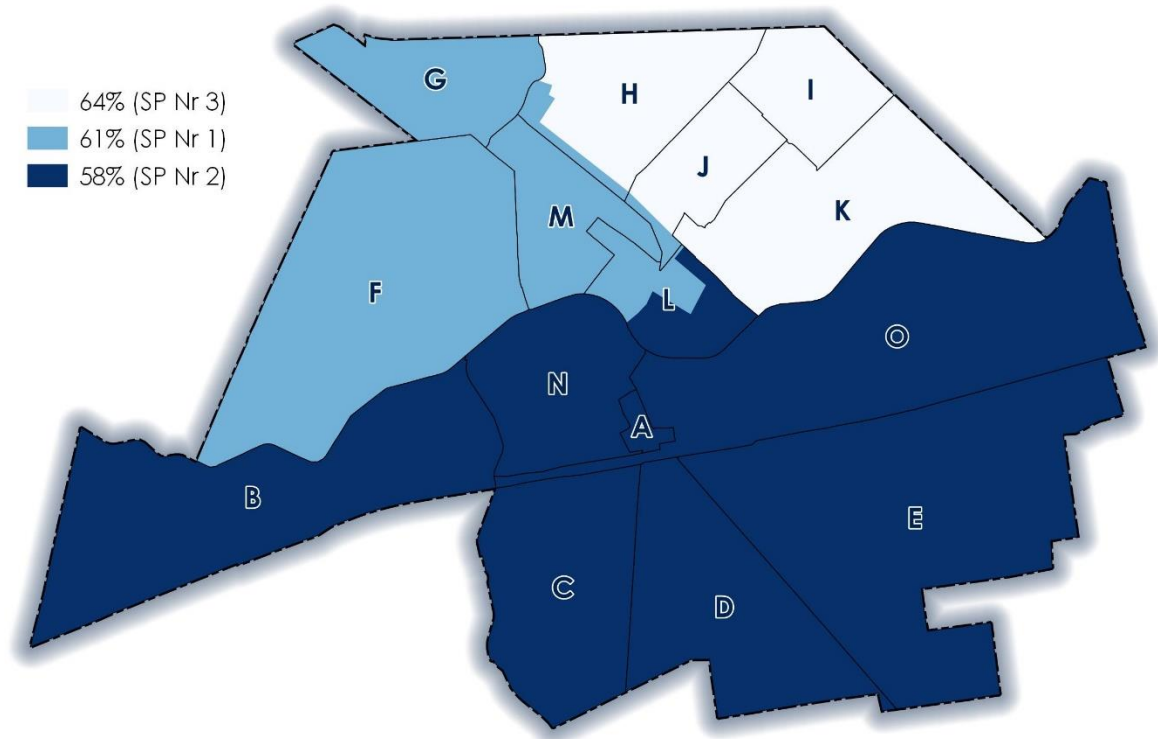 G
H
I
64% (SP Nr 3)
61% (SP Nr 1)
58% (SP Nr 2)
J
K
M
F
L
O
N
A
B
E
C
D